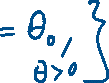 = θ₀,
θ>0 }